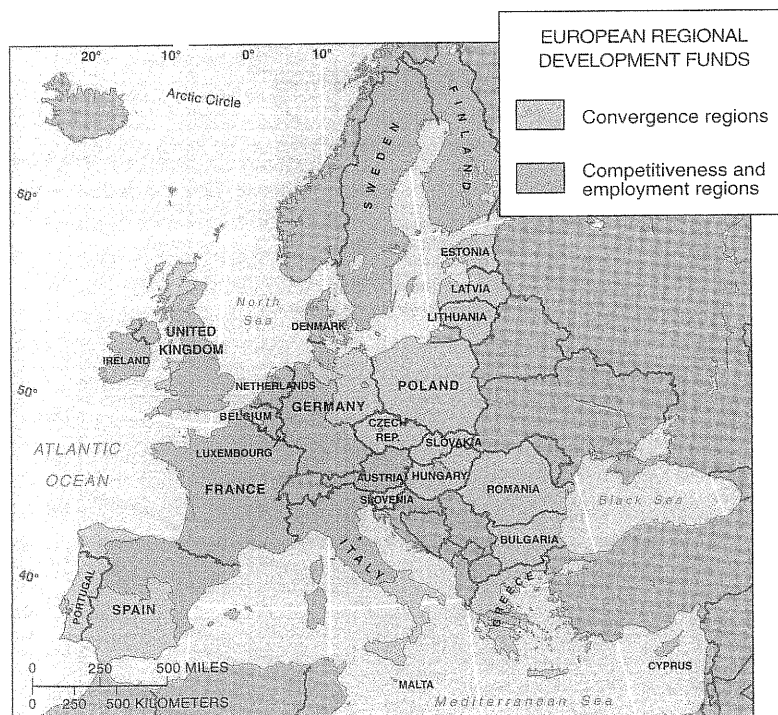 20°
10°
0°
10°
EUROPEAN REGIONAL
DEVELOPMENT FUNDS
Convergence regions
Competitiveness and
employment regions
Arctic Circle
60°
50°
40°
SWEDEN
FINLAND
ESTONIA
LATVIA
LITHUANIA
North
Sea
DENMARK
UNITED
KINGDOM
IRELAND
NETHERLANDS
BELGIUM
GERMANY
POLAND
CZECH
REP.
SLOVAKIA
LUXEMBOURG
FRANCE
AUSTRIA
HUNGARY
SLOVENIA
ROMANIA
BULGARIA
ATLANTIC
OCEAN
Black Sea
ITALY
GREECE
PORTUGAL
SPAIN
CYPRUS
MALTA
Mediterranean Sea
0 250 500 MILES
0 250 500 KILOMETERS